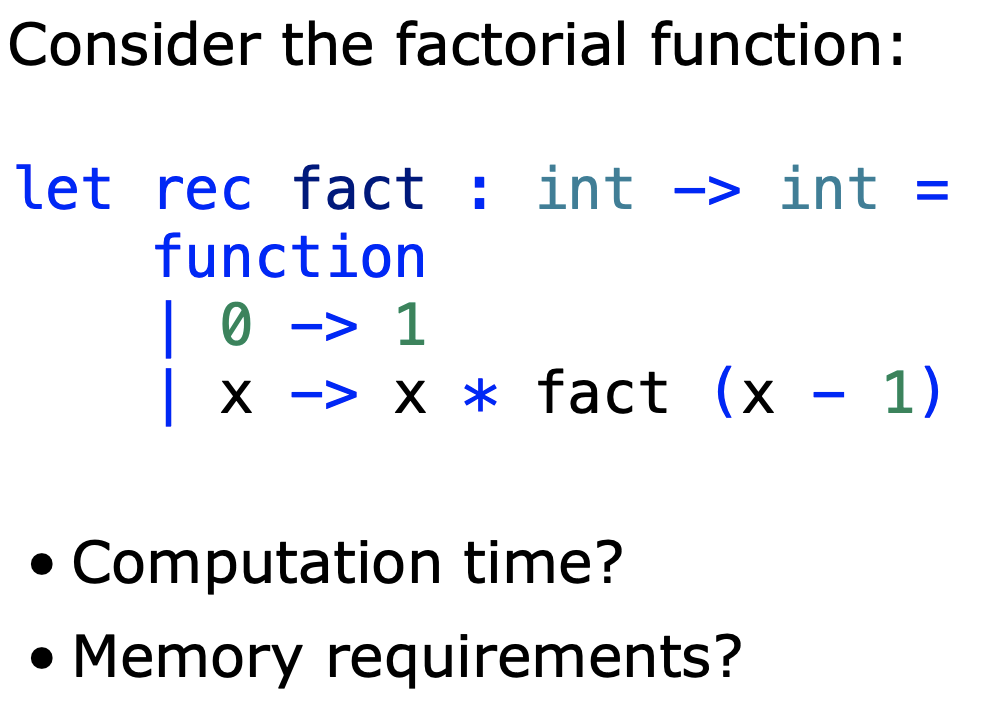 Consider the factorial function:
let rec fact : int -> int =
function
| 0 -> 1
| x -> x * fact (x - 1)
• Computation time?
• Memory requirements?